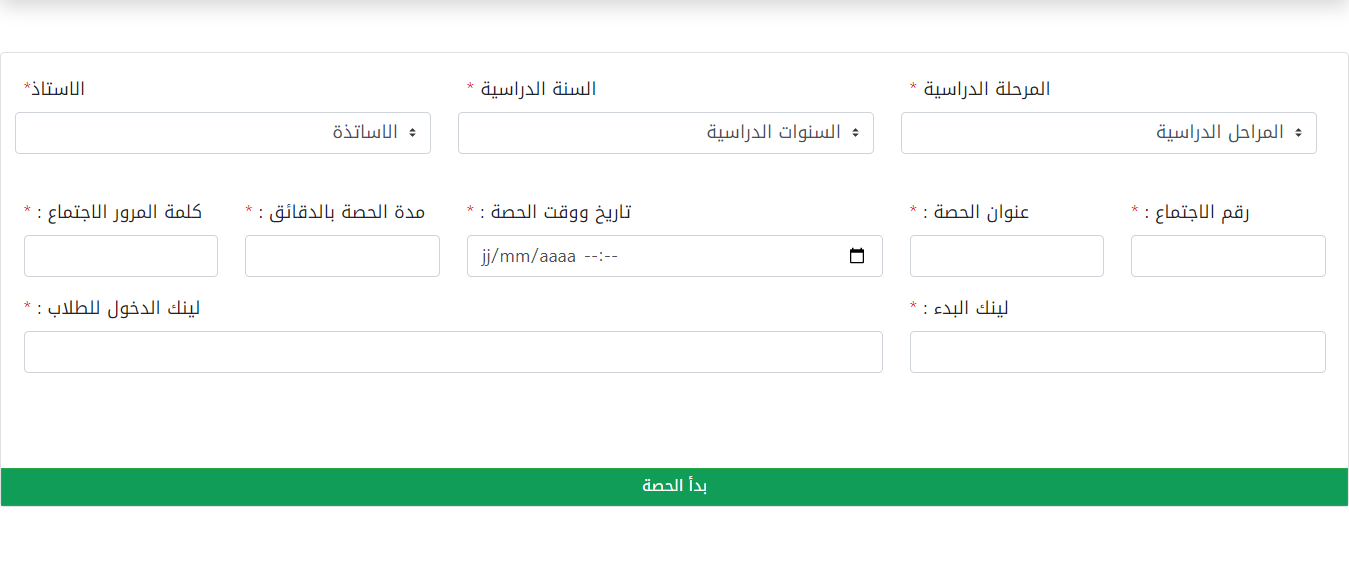 المرحلة الدراسية * السنة الدراسية * الاستاذ*
المراحل الدراسية السنوات الدراسية الاساتذة
رقم الاجتماع : * عنوان الحصة : * تاريخ ووقت الحصة : * مدة الحصة بالدقائق : * كلمة المرور الاجتماع : *
jj/mm/aaaa --:--
لينك البدء : * لينك الدخول للطلاب : *
بدأ الحصة